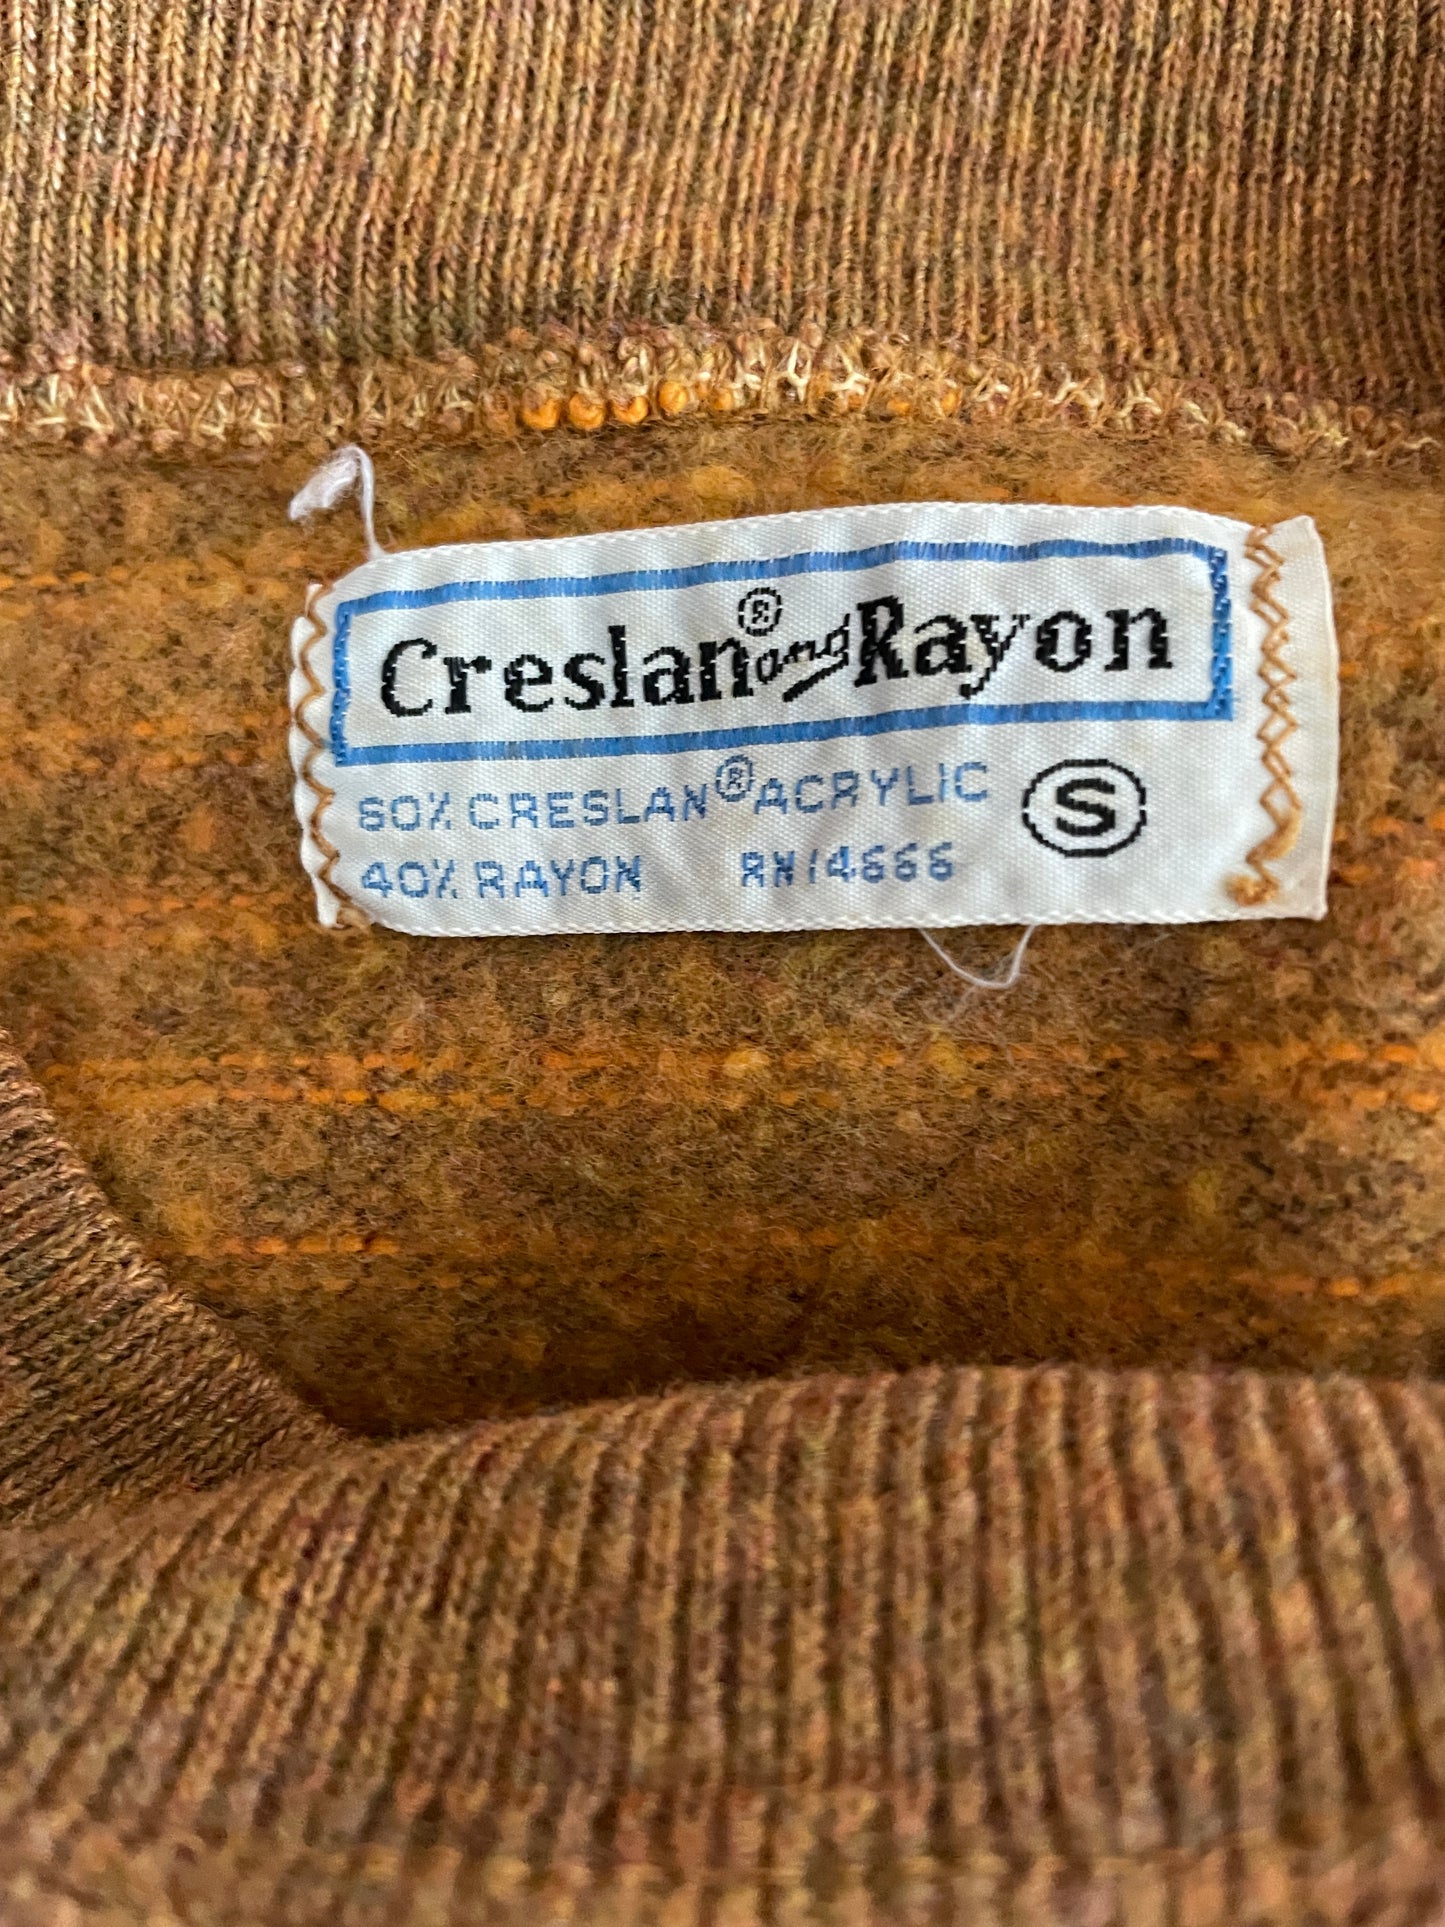 Creslan® and Rayon
60% CRESLAN® ACRYLIC
40% RAYON RN14666
S